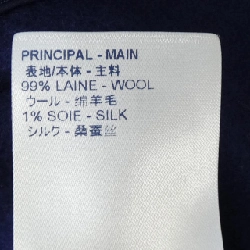 PRINCIPAL - MAIN
表地/本体 - 主料
99% LAINE - WOOL
ウール - 绵羊毛
1% SOIE - SILK
シルク - 桑蚕丝